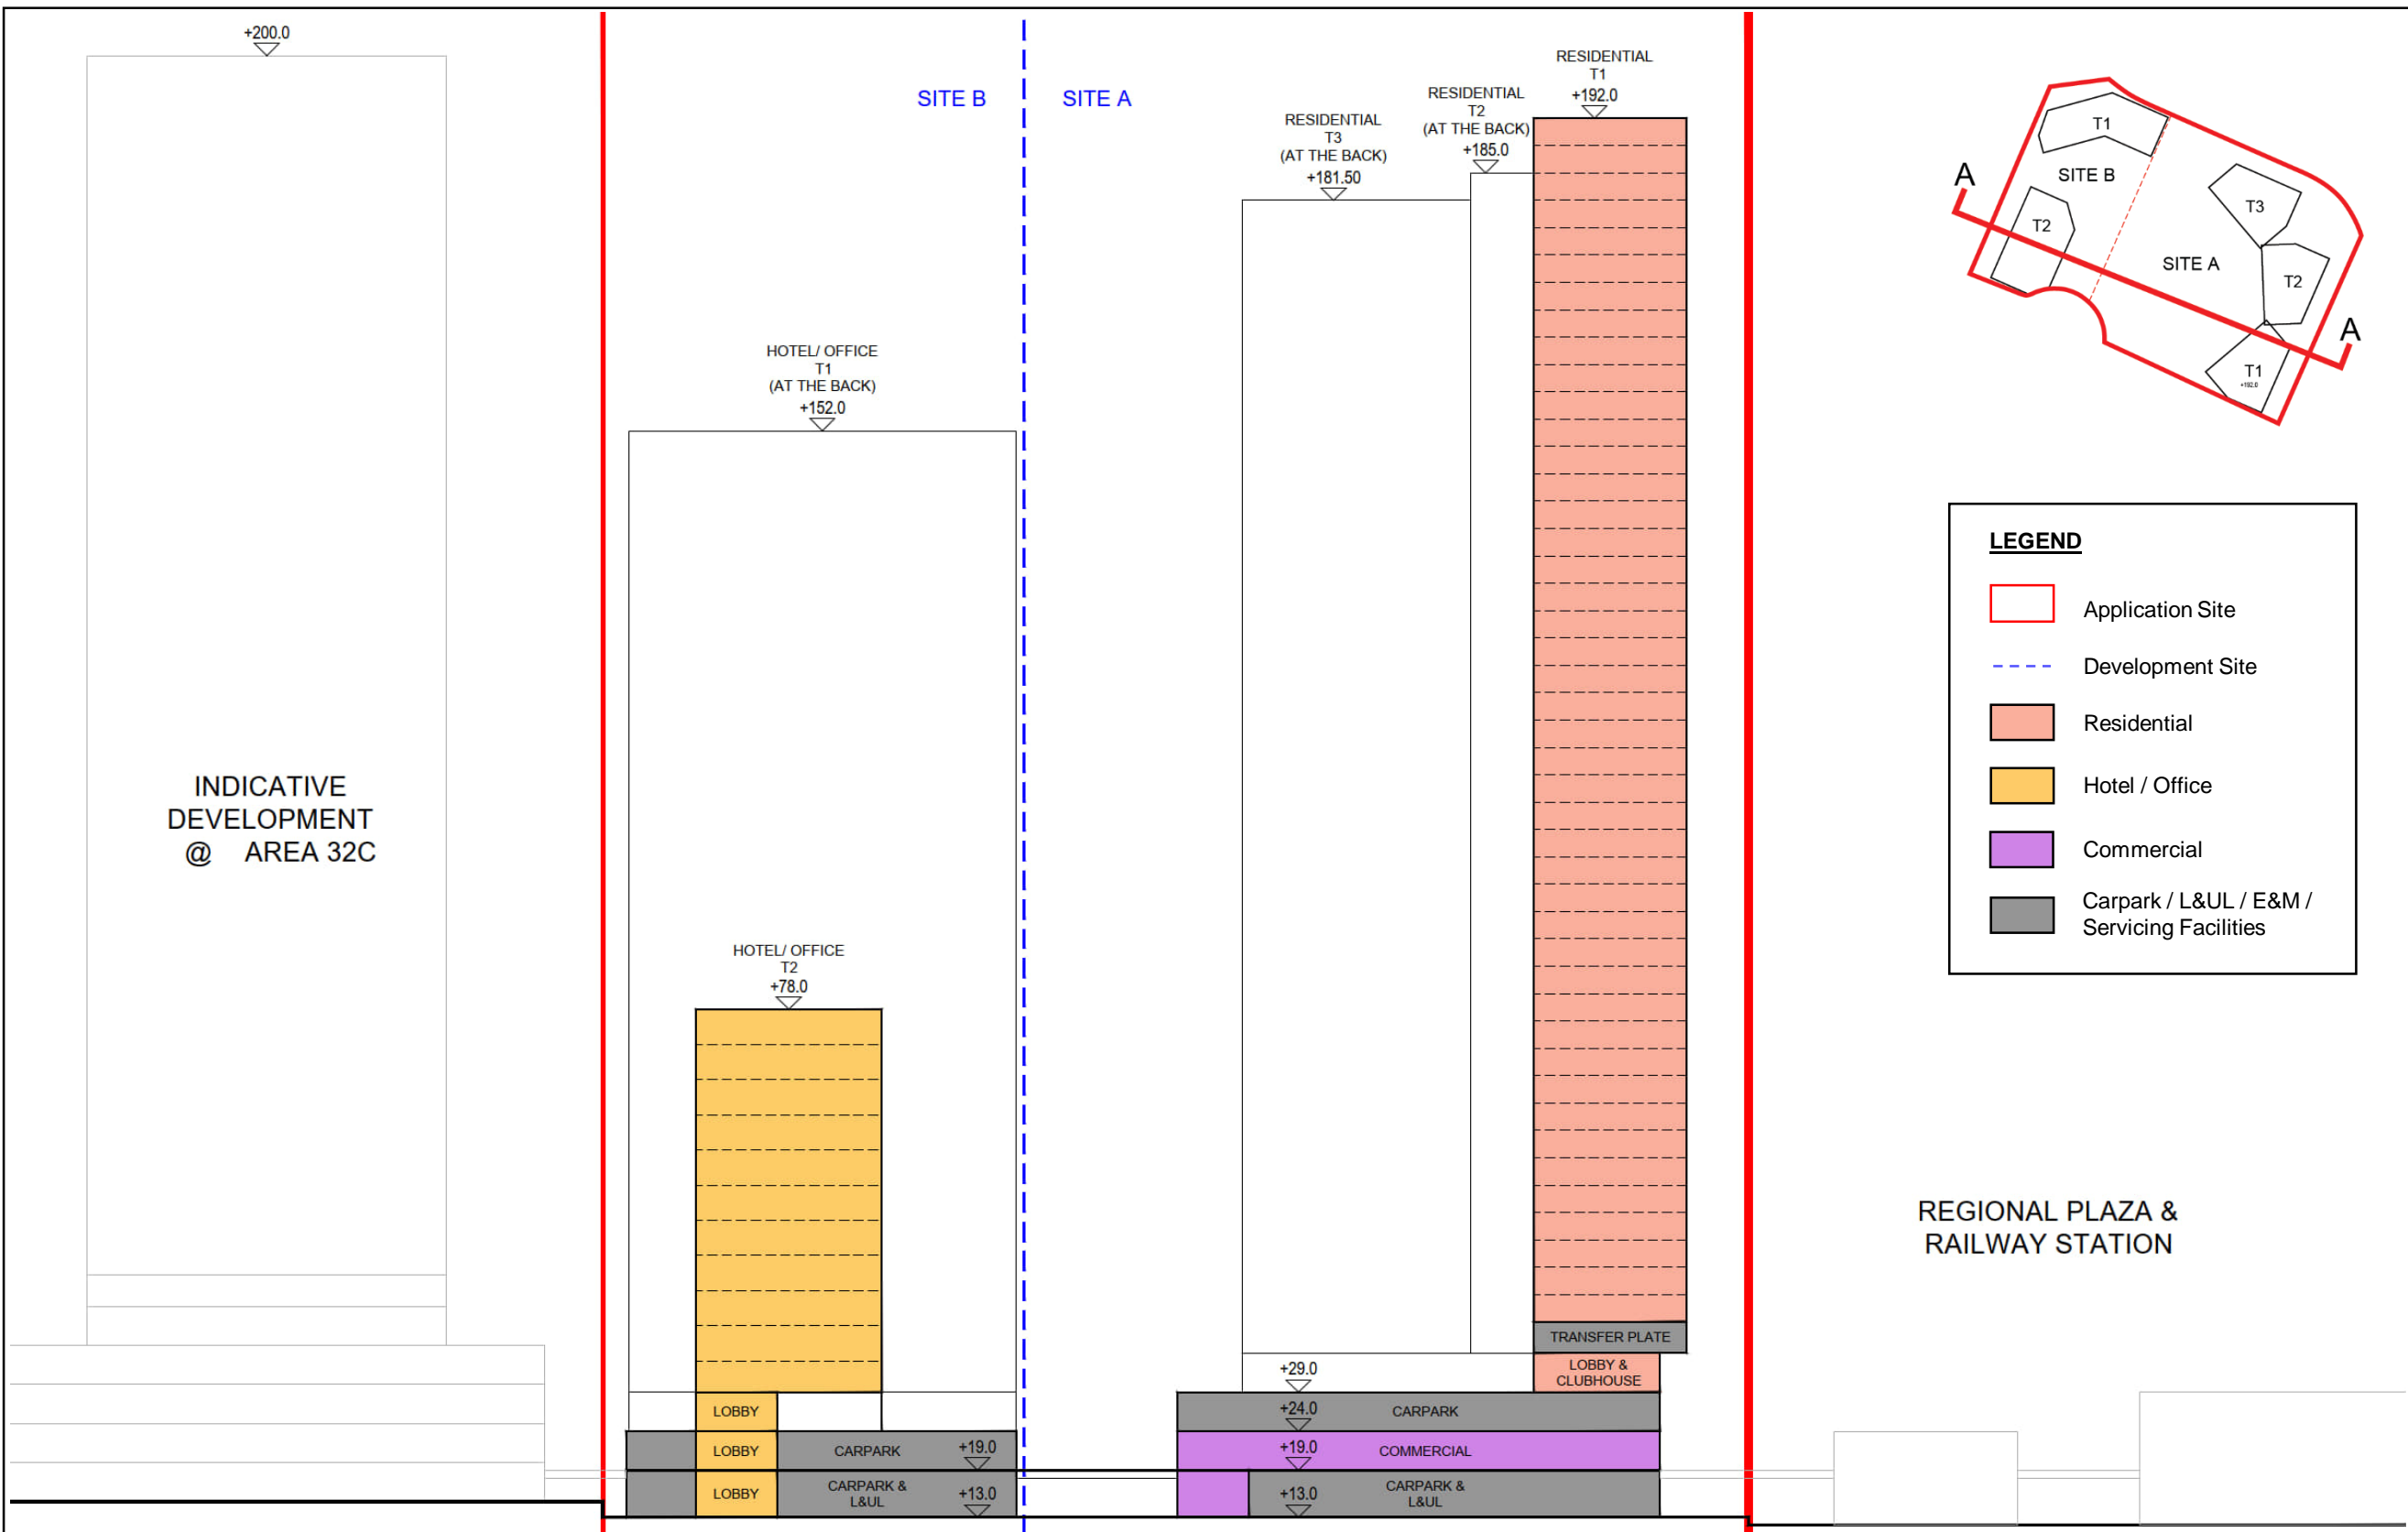 +200.0
SITE B
SITE A
RESIDENTIAL
T3
(AT THE BACK)
+181.50
RESIDENTIAL
T2
(AT THE BACK)
+185.0
RESIDENTIAL
T1
+192.0
A
T1
SITE B
T2
T3
SITE A
T2
A
T1
+192.0
HOTEL/ OFFICE
T1
(AT THE BACK)
+152.0
INDICATIVE
DEVELOPMENT
@ AREA 32C
HOTEL/ OFFICE
T2
+78.0
LEGEND
Application Site
Development Site
Residential
Hotel / Office
Commercial
Carpark / L&UL / E&M /
Servicing Facilities
REGIONAL PLAZA &
RAILWAY STATION
TRANSFER PLATE
LOBBY &
CLUBHOUSE
+29.0
LOBBY
+24.0
CARPARK
LOBBY
CARPARK
+19.0
+19.0
COMMERCIAL
LOBBY
CARPARK &
L&UL
+13.0
+13.0
CARPARK &
L&UL